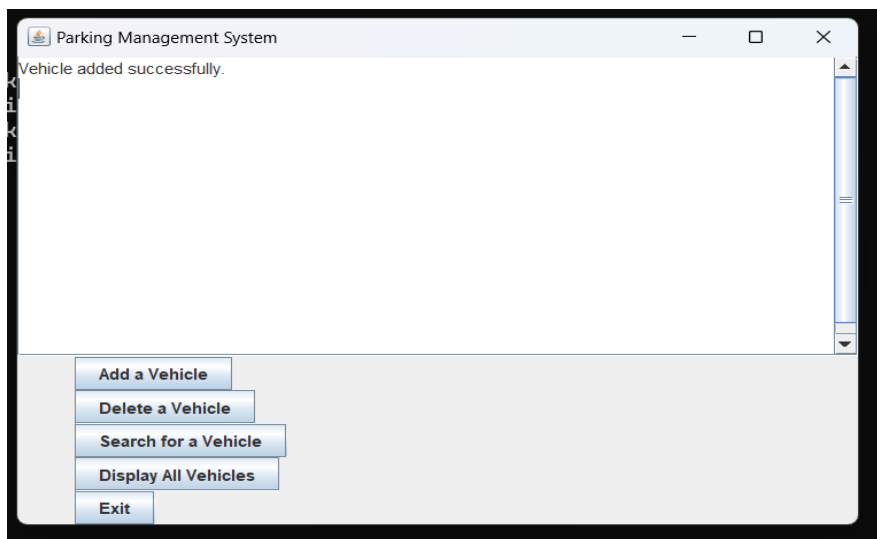 Parking Management System
Vehicle added successfully.
k
i
k
i
Add a Vehicle
Delete a Vehicle
Search for a Vehicle
Display All Vehicles
Exit